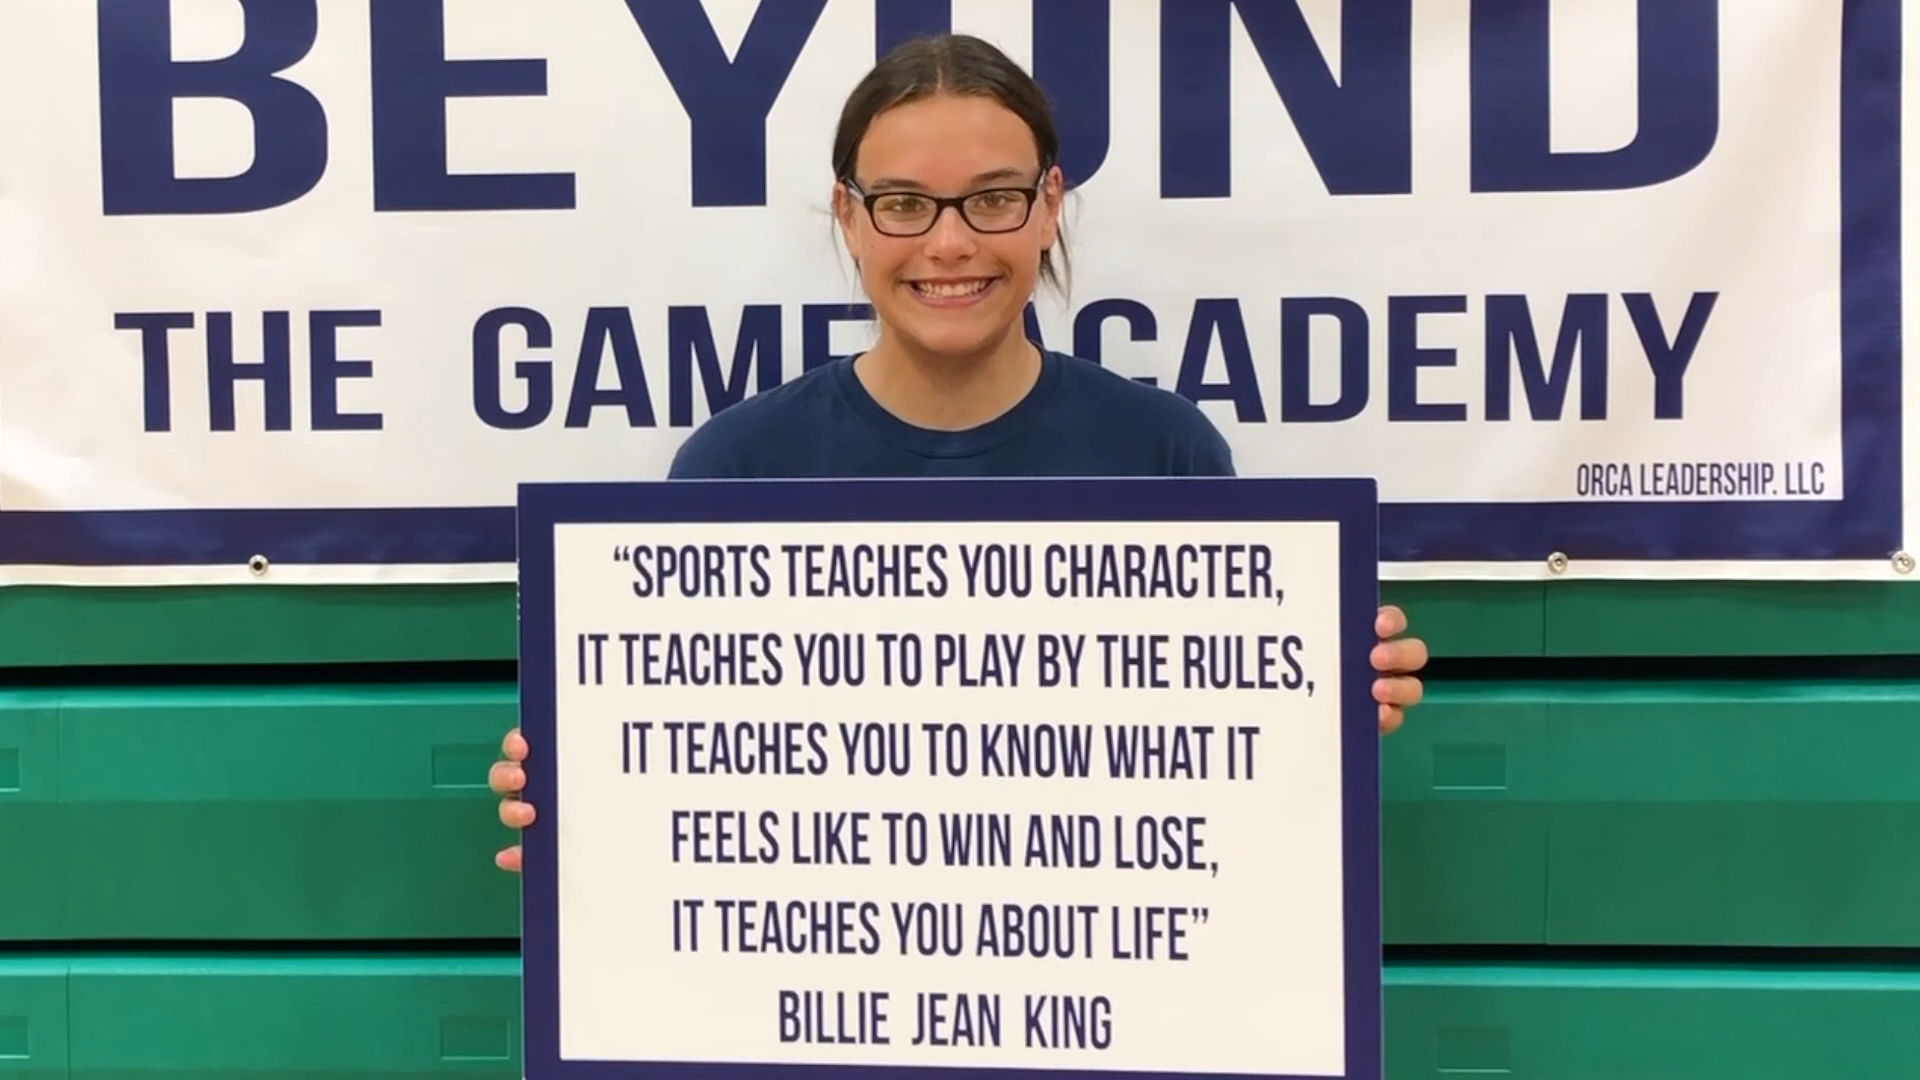 BEYOND
THE GAME ACADEMY
ORCA LEADERSHIP. LLC
“SPORTS TEACHES YOU CHARACTER,
IT TEACHES YOU TO PLAY BY THE RULES,
IT TEACHES YOU TO KNOW WHAT IT
FEELS LIKE TO WIN AND LOSE,
IT TEACHES YOU ABOUT LIFE”
BILLIE JEAN KING